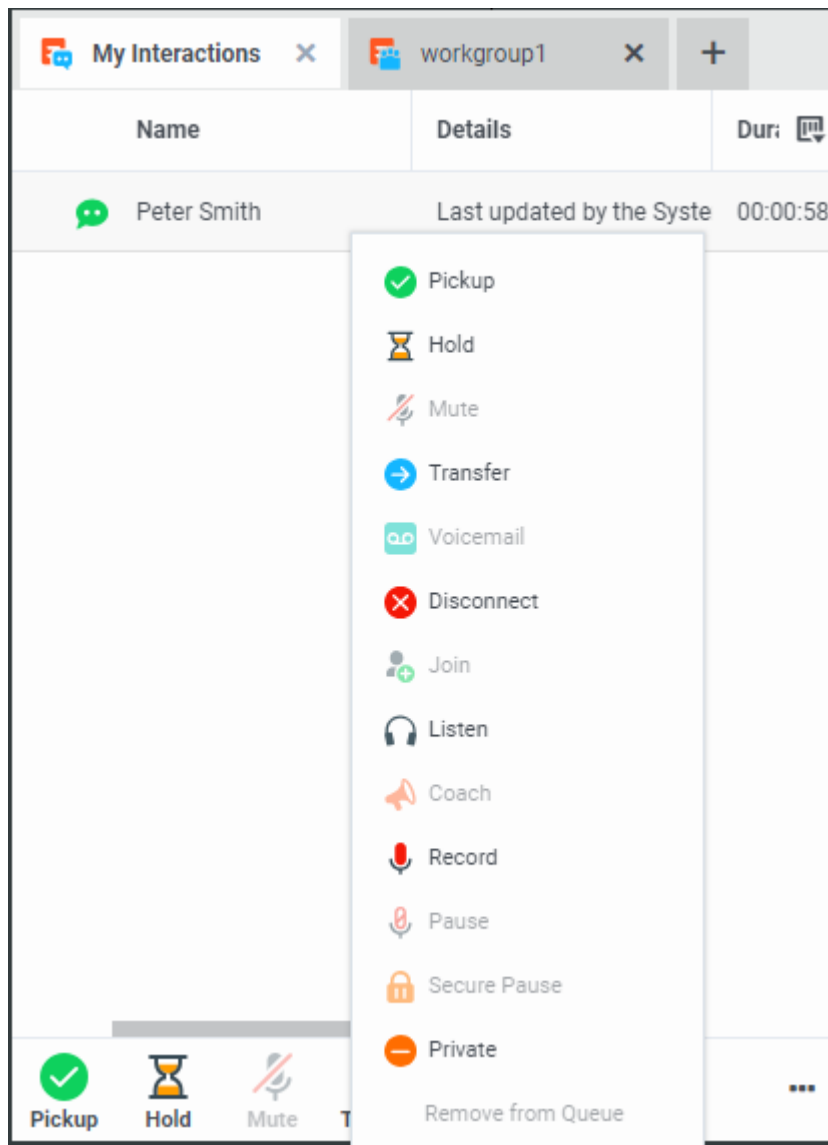 My Interactions
workgroup1
Name Details
Peter Smith Last updated by the Syste 00:00:58
Pickup
Hold
Mute
Transfer
Voicemail
Disconnect
Join
Listen
Coach
Record
Pause
Secure Pause
Private
Remove from Queue
Pickup Hold Mute T